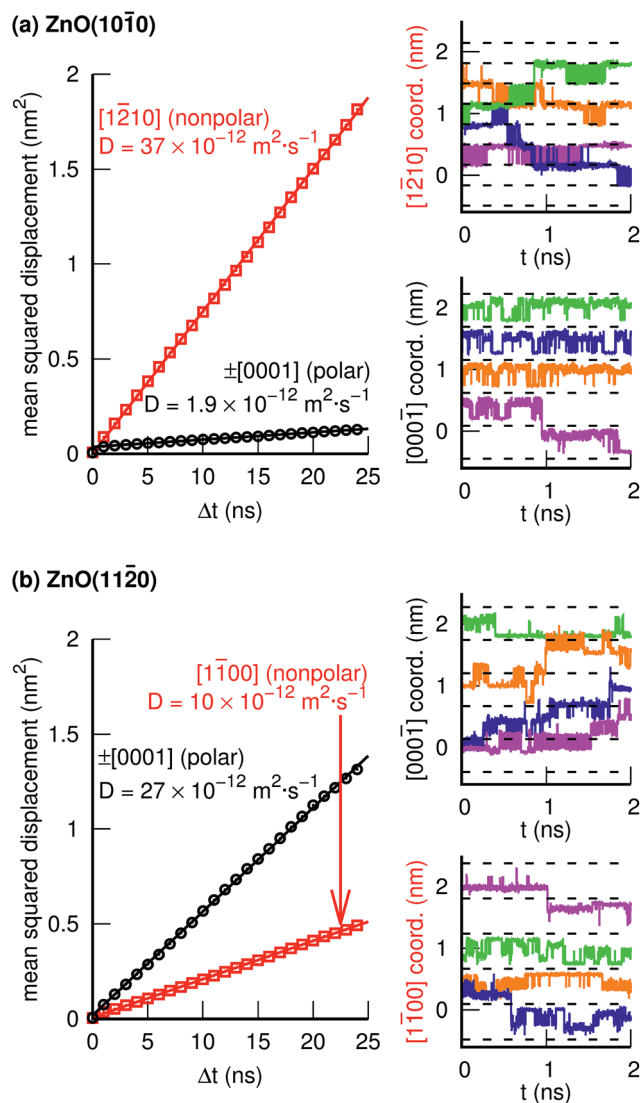 (a) ZnO(101̅0)
mean squared displacement (nm²)
2
1.5
1
0.5
0
[12̅10] (nonpolar)
D = 37 × 10⁻¹² m²·s⁻¹
±[0001] (polar)
D = 1.9 × 10⁻¹² m²·s⁻¹
0 5 10 15 20 25
Δt (ns)
[12̅10] coord. (nm)
2
1
0
0 1 2
t (ns)
[0001̅] coord. (nm)
2
1
0
0 1 2
t (ns)
(b) ZnO(112̅0)
mean squared displacement (nm²)
2
1.5
1
0.5
0
[11̅00] (nonpolar)
D = 10 × 10⁻¹² m²·s⁻¹
±[0001] (polar)
D = 27 × 10⁻¹² m²·s⁻¹
0 5 10 15 20 25
Δt (ns)
[0001̅] coord. (nm)
2
1
0
0 1 2
t (ns)
[11̅00] coord. (nm)
2
1
0
0 1 2
t (ns)